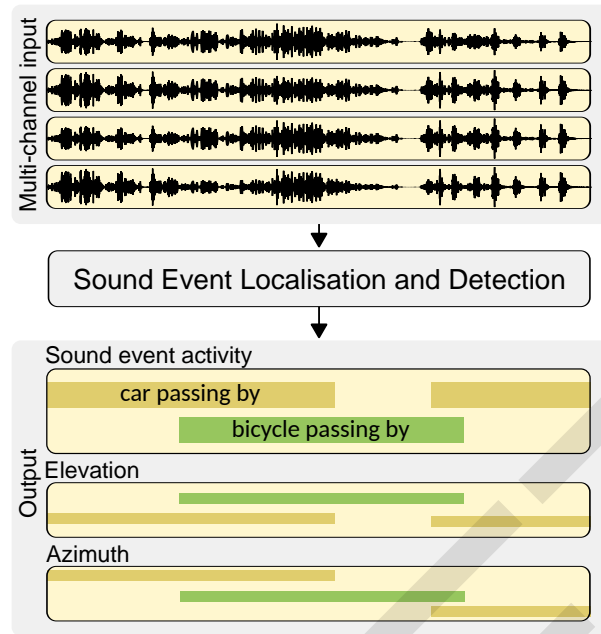 Multi-channel input
Sound Event Localisation and Detection
Output
Sound event activity
car passing by
bicycle passing by
Elevation
Azimuth